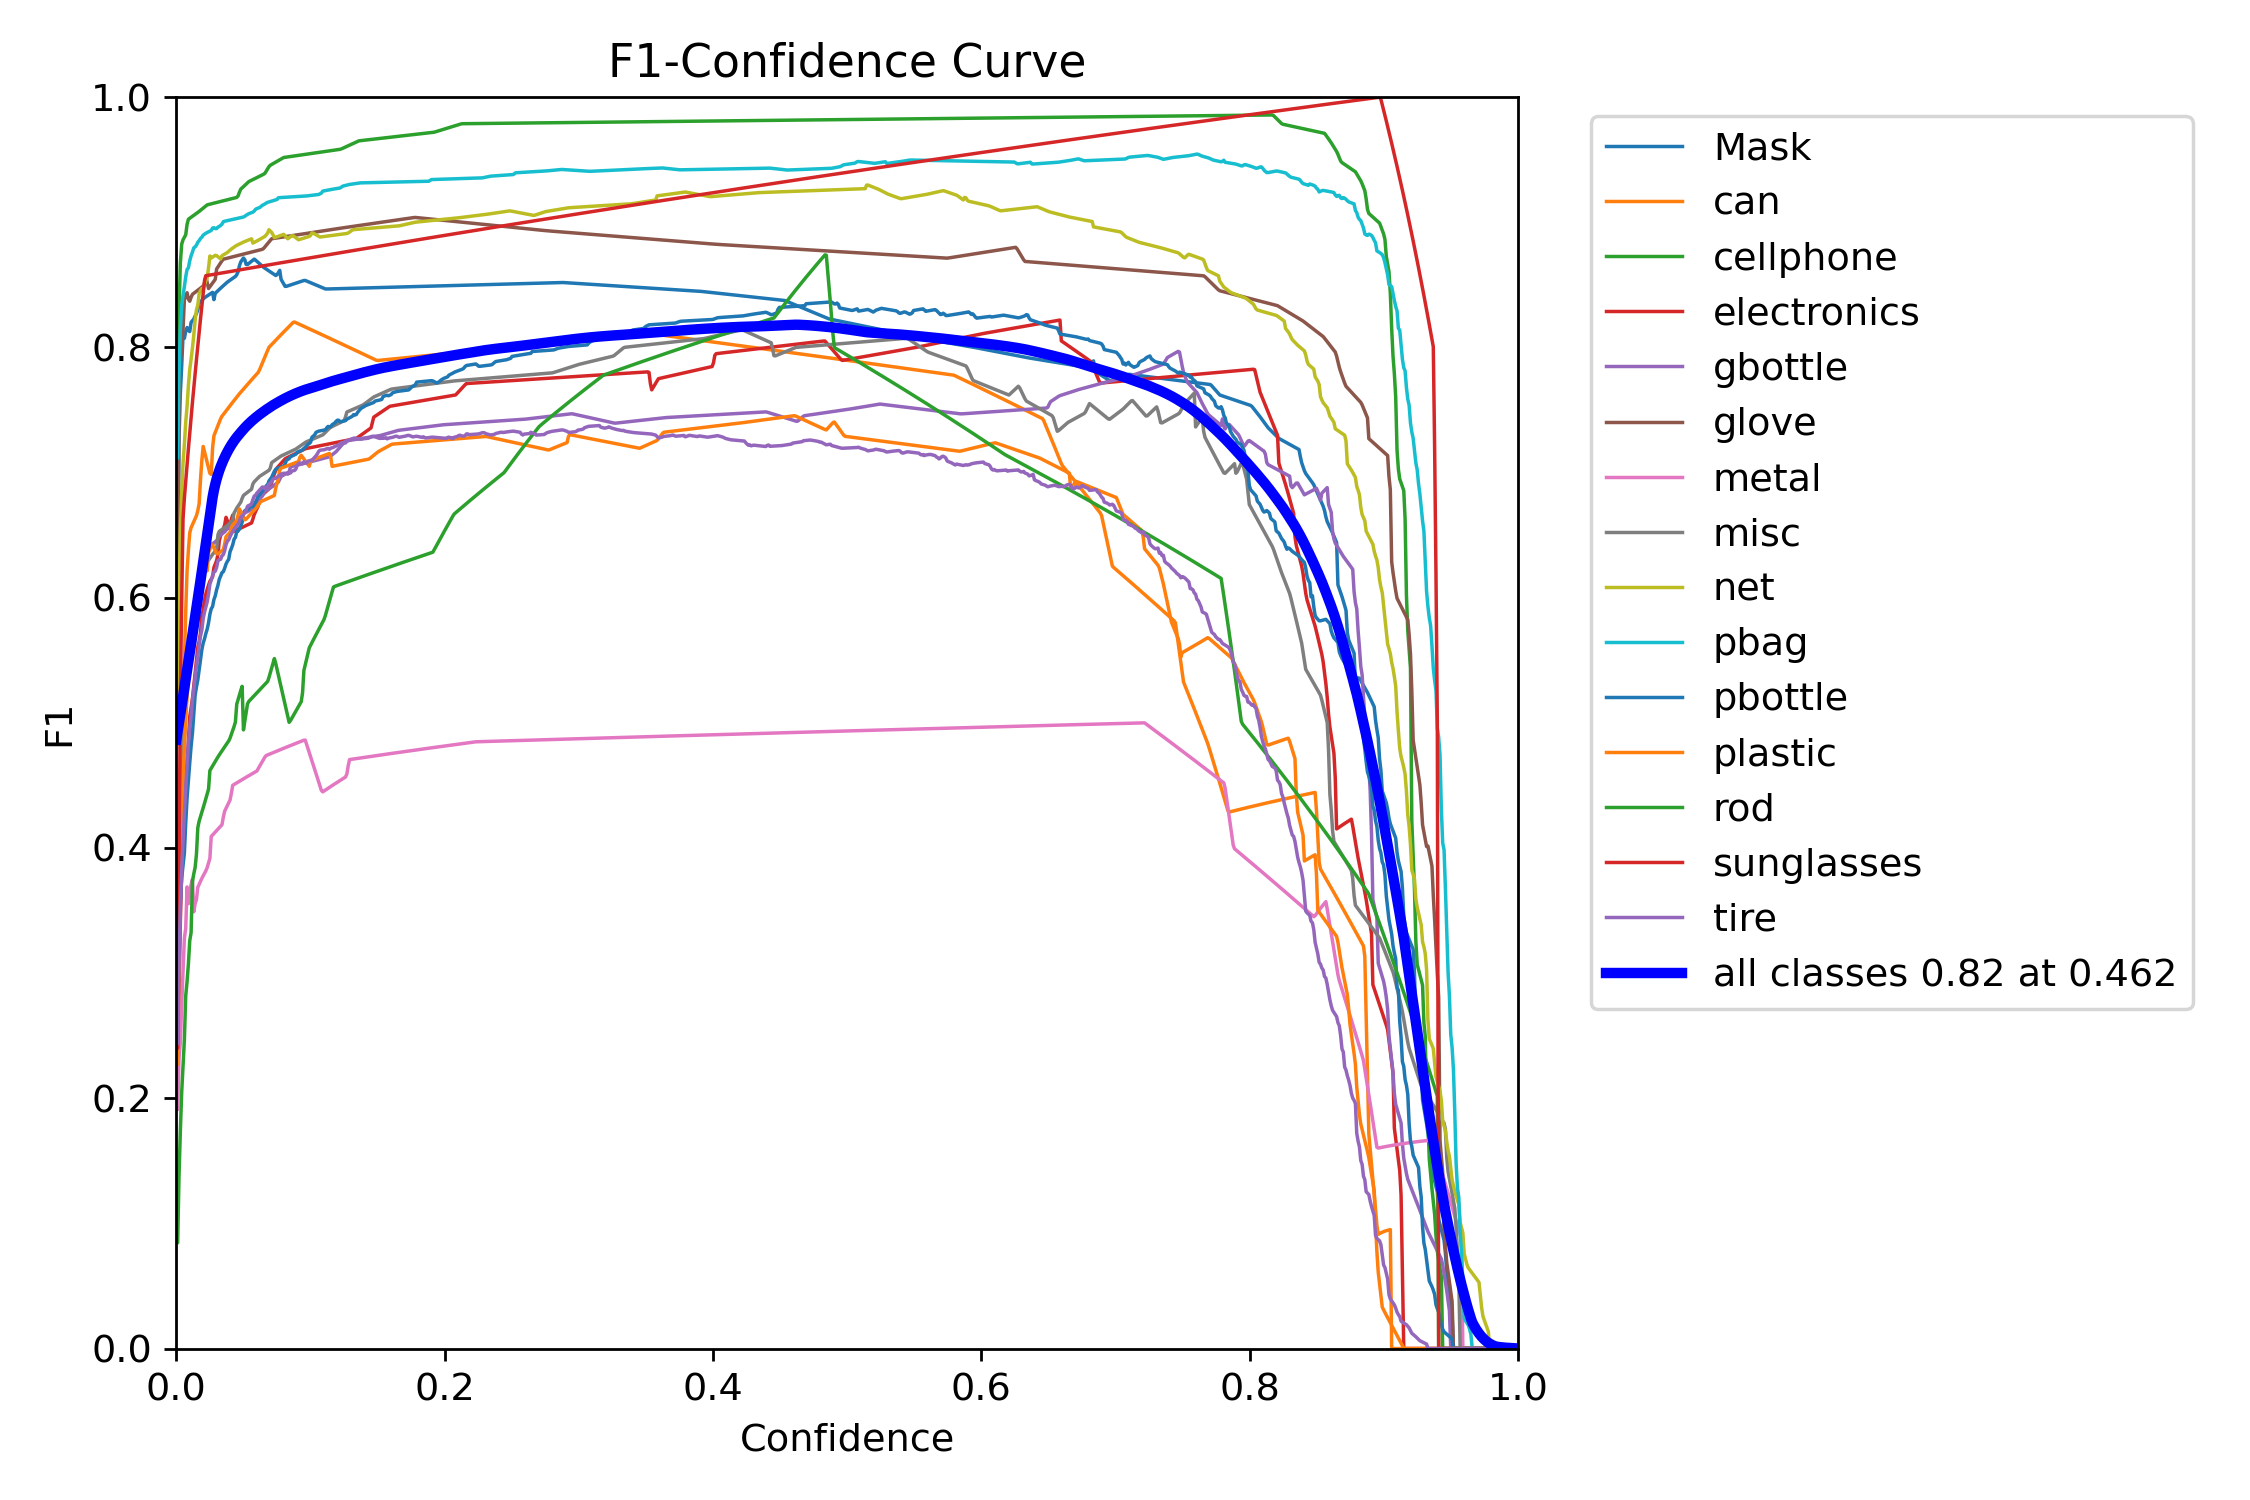 F1-Confidence Curve
1.0
0.8
0.6
0.4
0.2
0.0
F1
0.0 0.2 0.4 0.6 0.8 1.0
Confidence
Mask
can
cellphone
electronics
gbottle
glove
metal
misc
net
pbag
pbottle
plastic
rod
sunglasses
tire
all classes 0.82 at 0.462